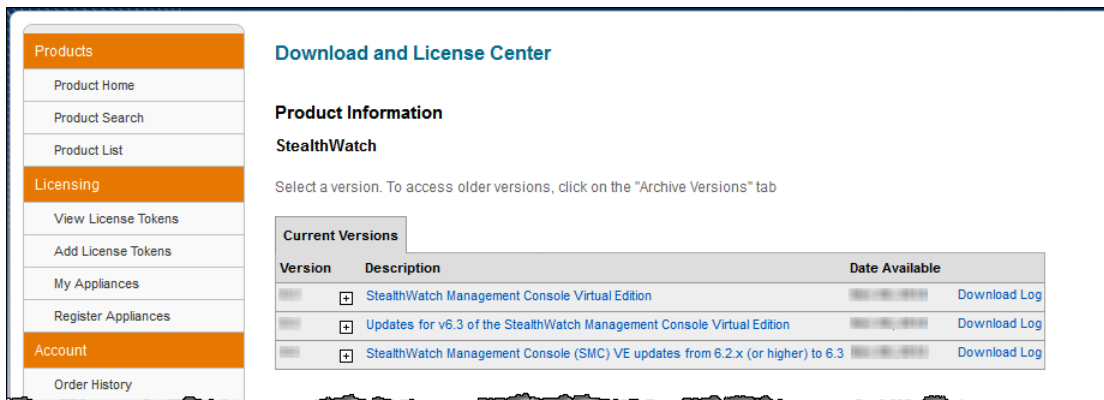 Products
Product Home
Product Search
Product List
Licensing
View License Tokens
Add License Tokens
My Appliances
Register Appliances
Account
Order History
Download and License Center
Product Information
StealthWatch
Select a version. To access older versions, click on the "Archive Versions" tab
Current Versions
Version Description Date Available
StealthWatch Management Console Virtual Edition Download Log
Updates for v6.3 of the StealthWatch Management Console Virtual Edition Download Log
StealthWatch Management Console (SMC) VE updates from 6.2.x (or higher) to 6.3 Download Log